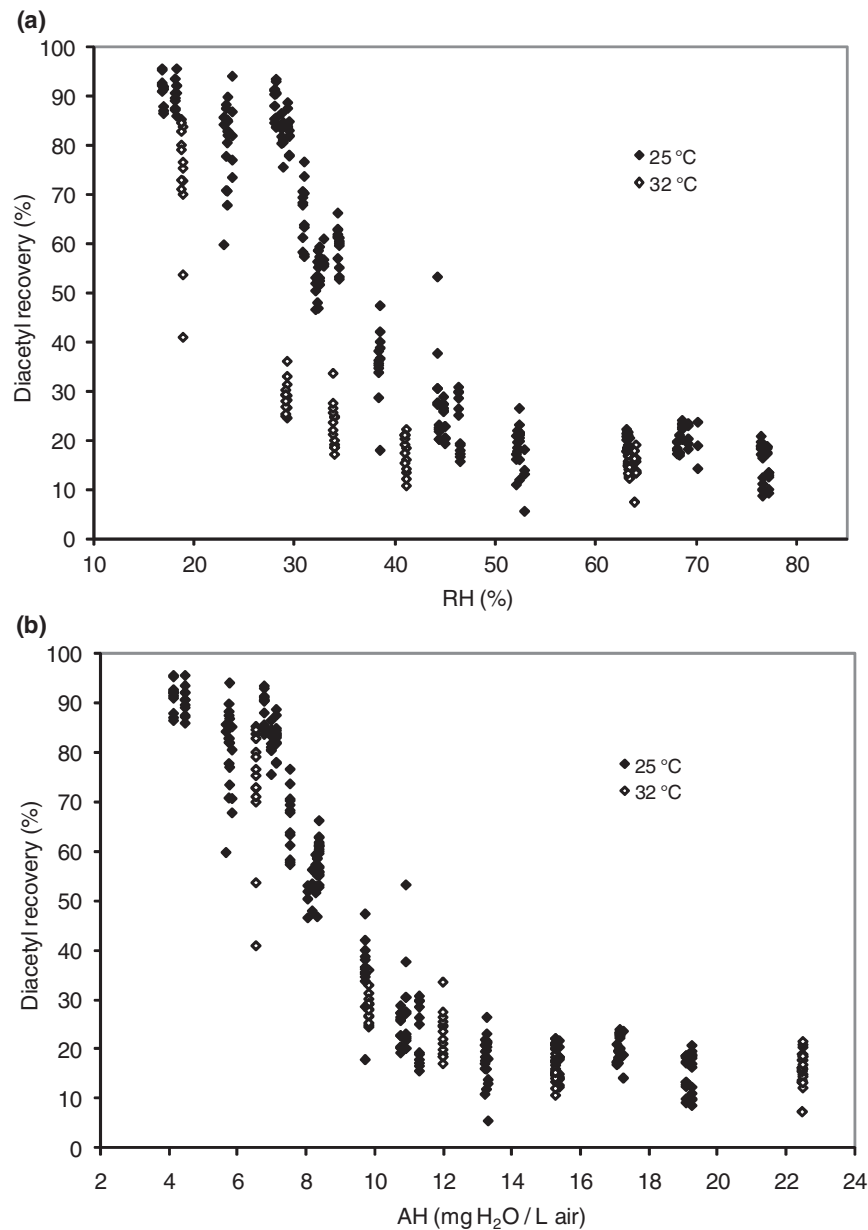 (a)
100
90
80
70
60
50
40
30
20
10
0
Diacetyl recovery (%)
25 °C
32 °C
10 20 30 40 50 60 70 80
RH (%)
(b)
100
90
80
70
60
50
40
30
20
10
0
Diacetyl recovery (%)
25 °C
32 °C
2 4 6 8 10 12 14 16 18 20 22 24
AH (mg H₂O / L air)